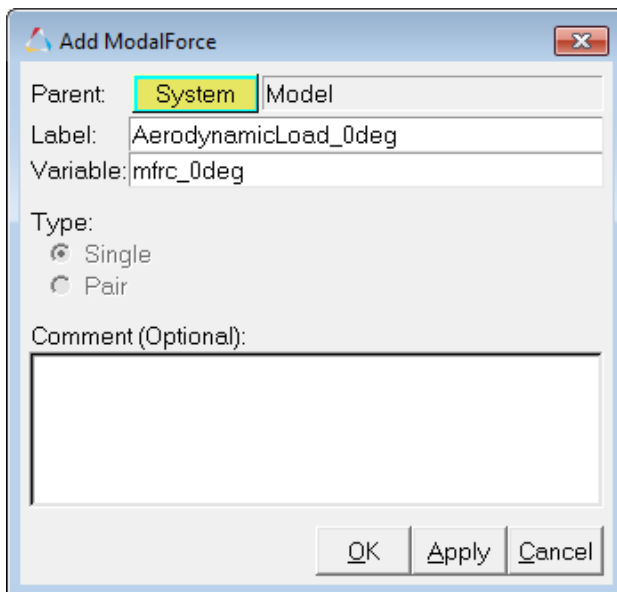 Add ModalForce
Parent: System Model
Label: AerodynamicLoad_0deg
Variable: mfrc_0deg
Type:
Single
Pair
Comment (Optional):
OK Apply Cancel